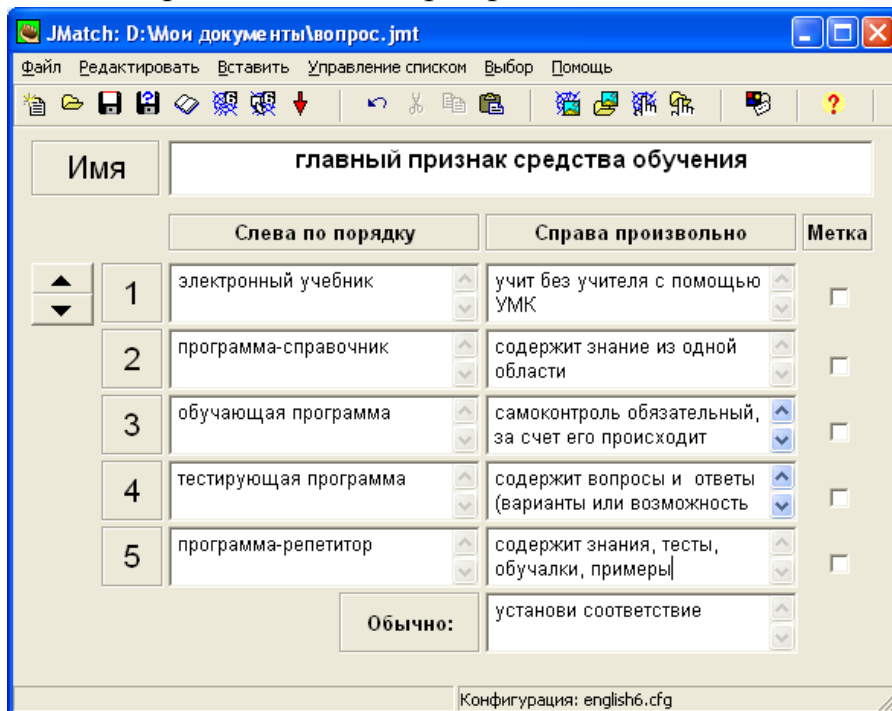 JMatch: D:\Мои документы\вопрос.jmt
Файл Редактировать Вставить Управление списком Выбор Помощь
Имя
главный признак средства обучения
Слева по порядку Справа произвольно Метка
1 электронный учебник
учит без учителя с помощью
УМК
2 программа-справочник
содержит знание из одной
области
3 обучающая программа
самоконтроль обязательный,
за счет его происходит
4 тестирующая программа
содержит вопросы и ответы
(варианты или возможность
5 программа-репетитор
содержит знания, тесты,
обучалки, примеры
Обычно: установи соответствие
Конфигурация: english6.cfg